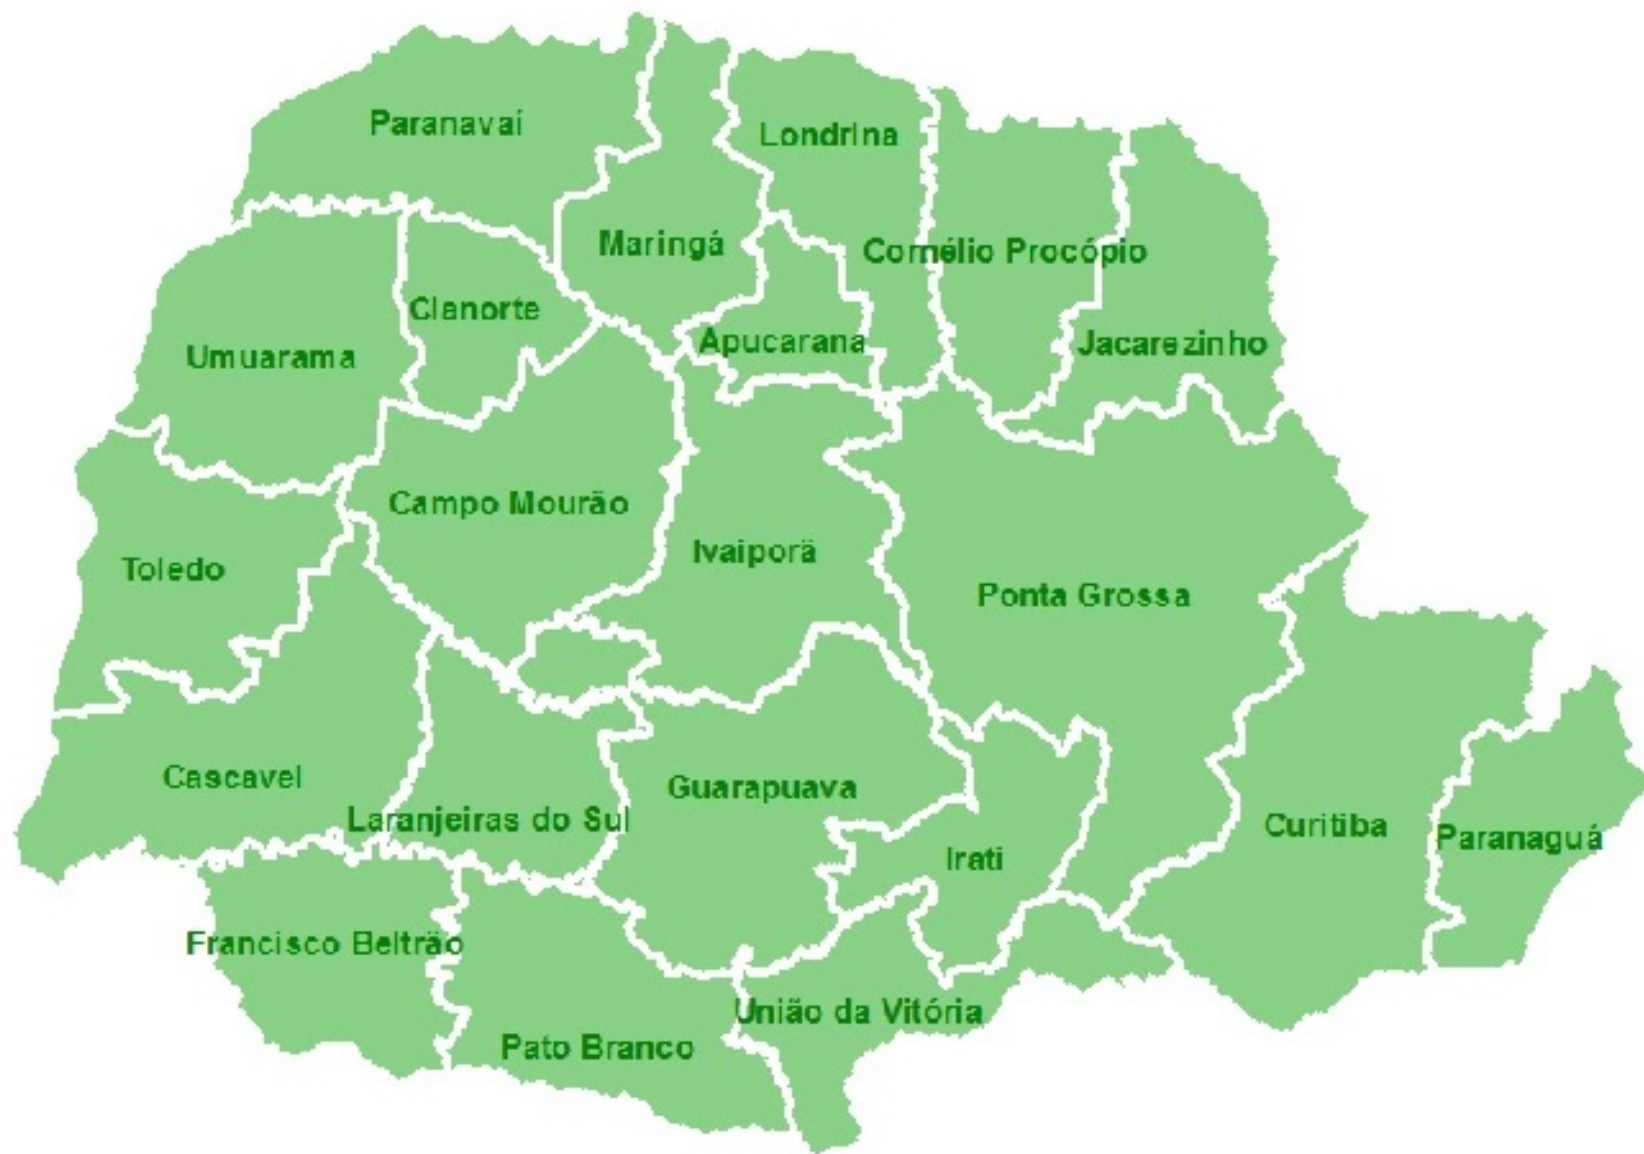 Paranavaí
Londrina
Maringá
Cornélio Procópio
Cianorte
Umuarama
Apucarana
Jacarezinho
Campo Mourão
Ivaiporã
Toledo
Ponta Grossa
Cascavel
Guarapuava
Laranjeiras do Sul
Curitiba
Paranaguá
Irati
Francisco Beltrão
União da Vitória
Pato Branco